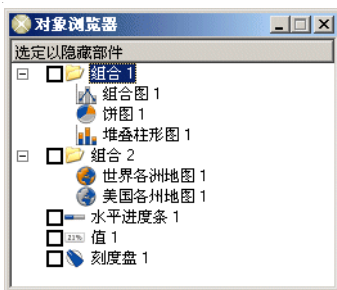 对象浏览器
选定以隐藏部件
组合 1
组合图 1
饼图 1
堆叠柱形图 1
组合 2
世界各洲地图 1
美国各州地图 1
水平进度条 1
值 1
刻度盘 1